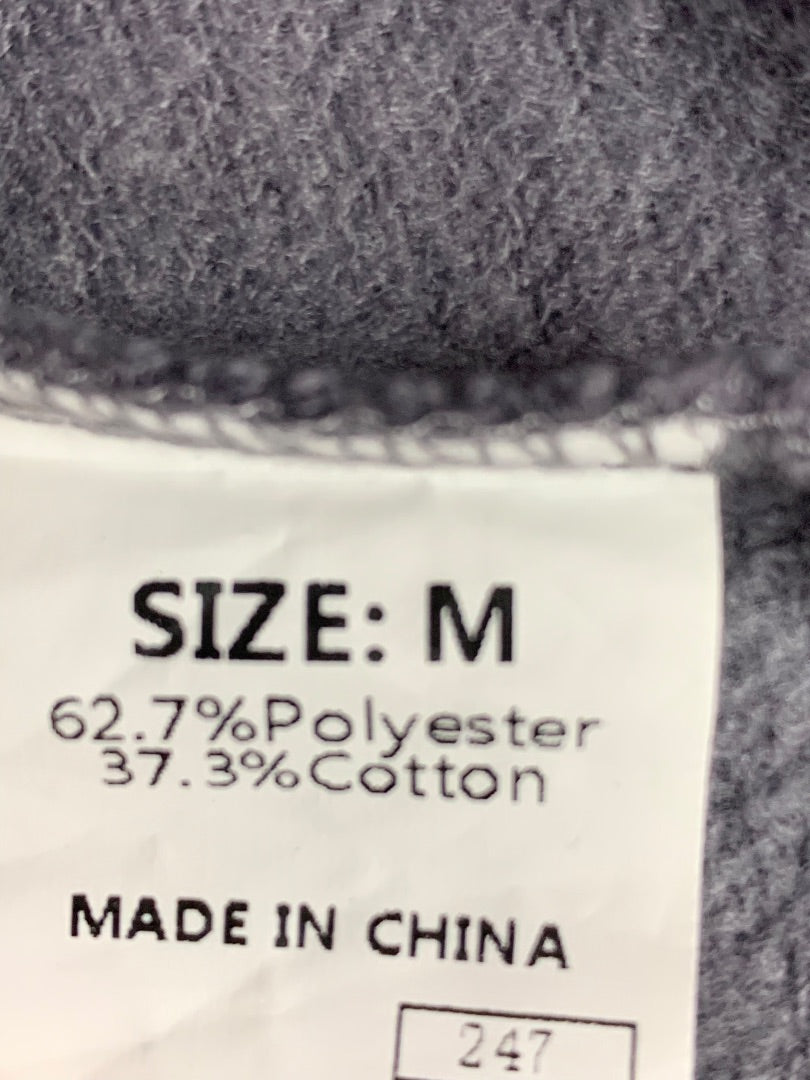 SIZE: M
62.7%Polyester
37.3%Cotton
MADE IN CHINA
247